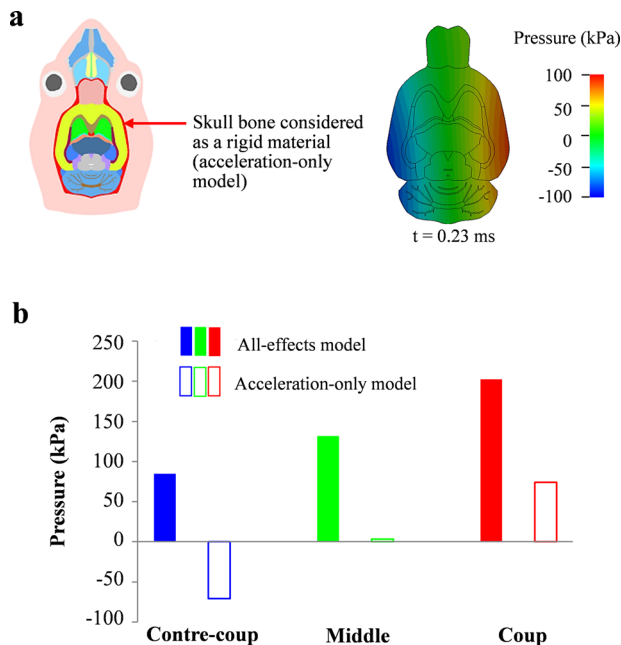 a
Skull bone considered
as a rigid material
(acceleration-only
model)
Pressure (kPa)
100
50
0
-50
-100
t = 0.23 ms
b
All-effects model
Acceleration-only model
Pressure (kPa)
250
200
150
100
50
0
-50
-100
Contre-coup
Middle
Coup